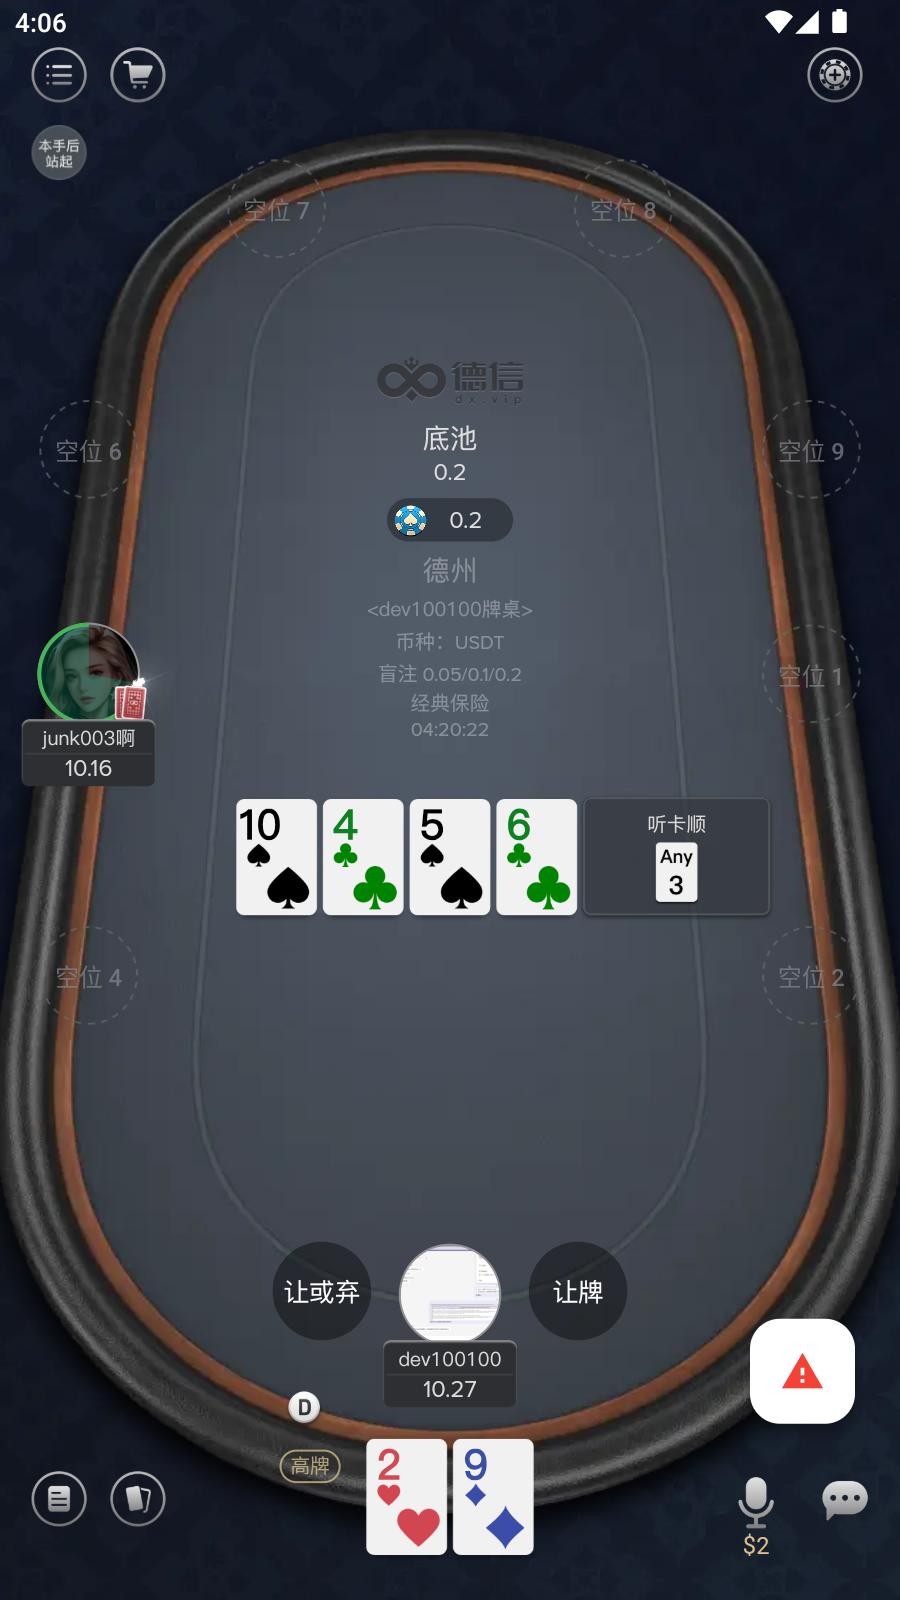 4:06
本手后
站起
空位 7
空位 8
德信
dx.vip
底池
0.2
空位 6
空位 9
0.2
德州
<dev100100牌桌>
币种：USDT
盲注 0.05/0.1/0.2
空位 1
经典保险
04:20:22
junk003啊
10.16
10
4
5
6
听卡顺
Any
3
空位 4
空位 2
让或弃
让牌
dev100100
10.27
D
高牌
2
9
$2